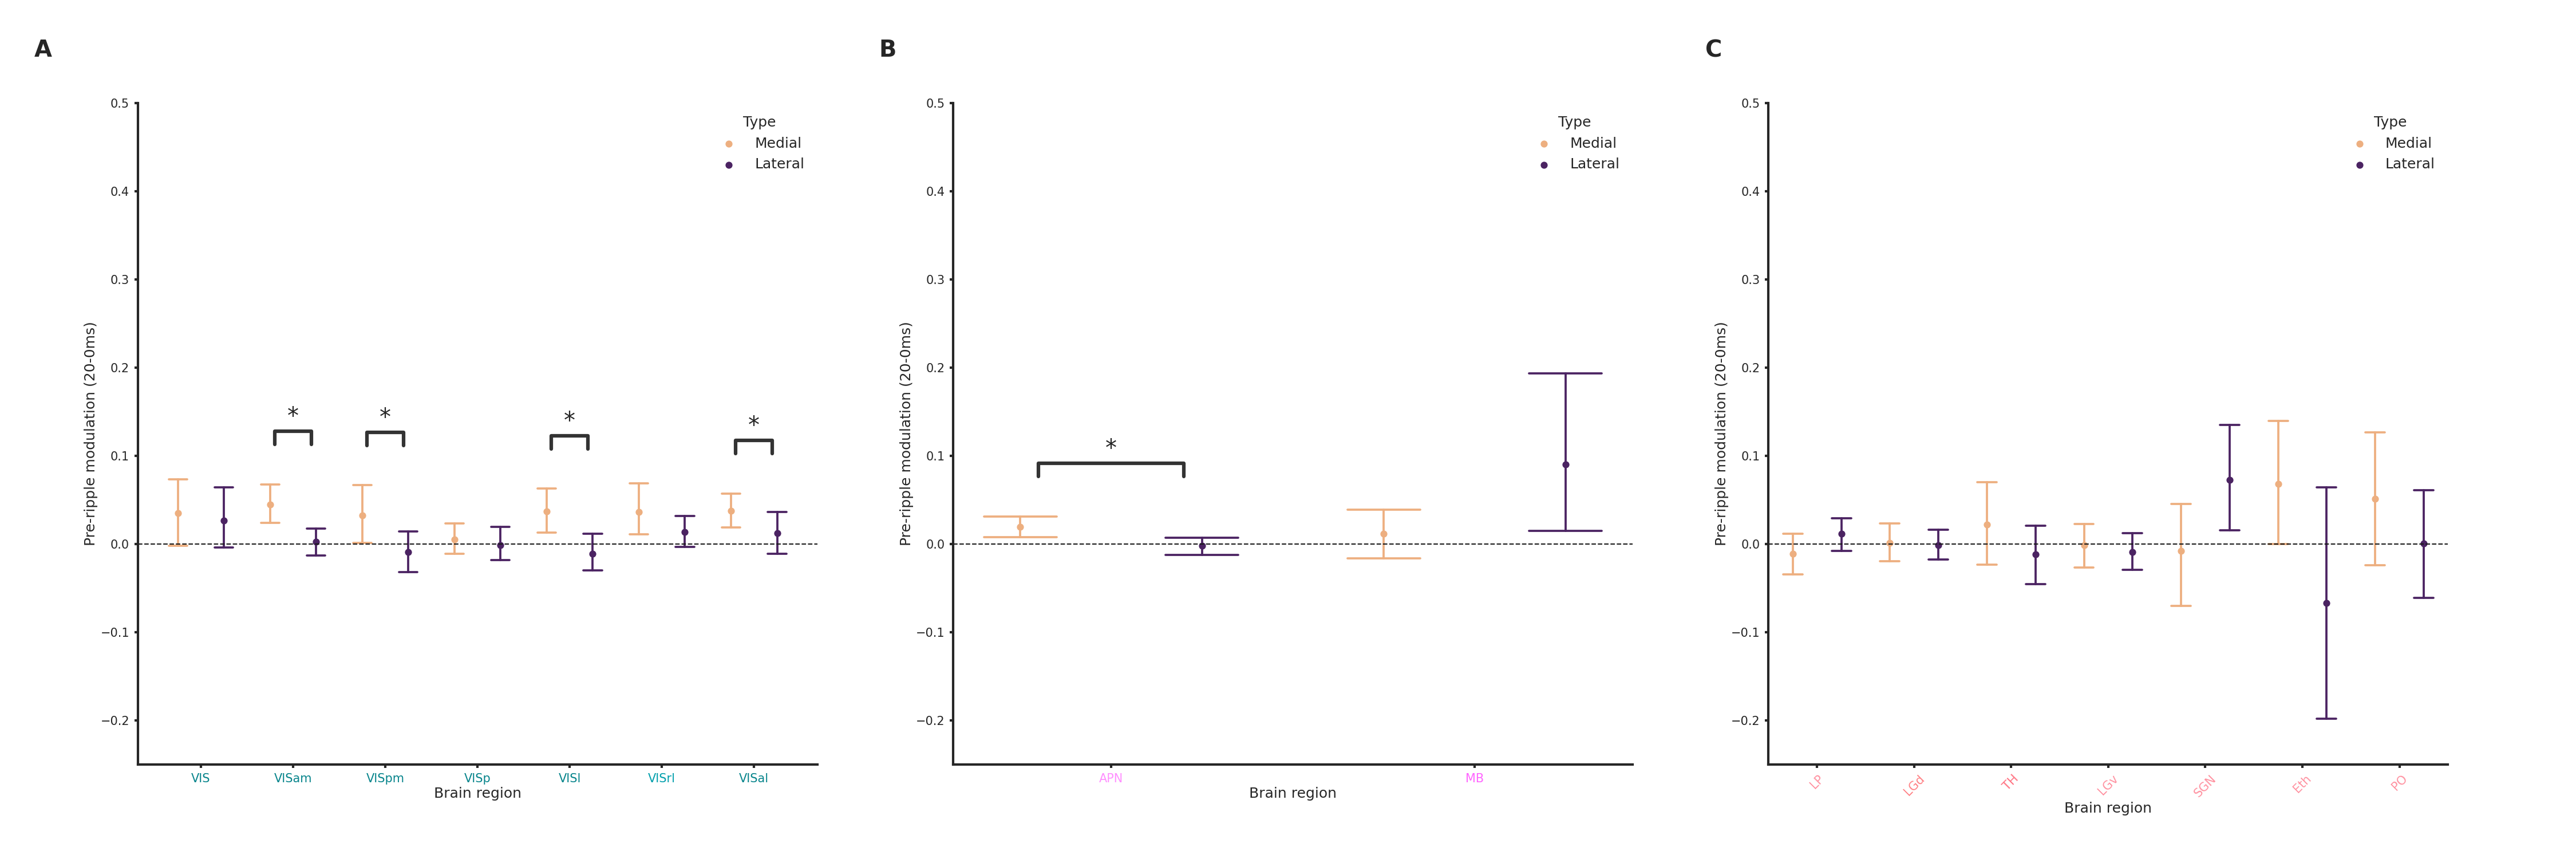 A
0.5
0.4
0.3
0.2
0.1
0.0
−0.1
−0.2
Pre-ripple modulation (20-0ms)
Type
Medial
Lateral
*
*
*
*
VIS VISam VISpm VISp VISl VISrl VISal
Brain region
B
0.5
0.4
0.3
0.2
0.1
0.0
−0.1
−0.2
Pre-ripple modulation (20-0ms)
Type
Medial
Lateral
*
APN MB
Brain region
C
0.5
0.4
0.3
0.2
0.1
0.0
−0.1
−0.2
Pre-ripple modulation (20-0ms)
Type
Medial
Lateral
LP LGd TH LGv SGN Eth PO
Brain region